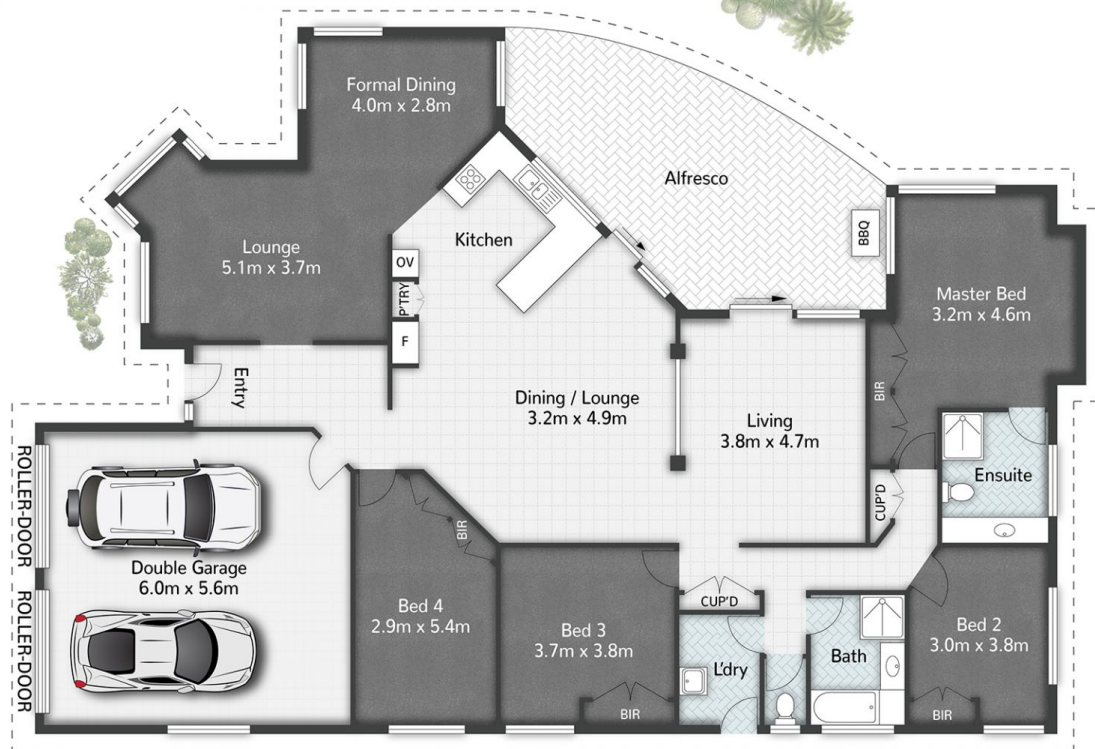 Formal Dining
4.0m x 2.8m
Alfresco
BBQ
Kitchen
Lounge
5.1m x 3.7m
OV
P'TRY
F
Master Bed
3.2m x 4.6m
BIR
Entry
Dining / Lounge
3.2m x 4.9m
Living
3.8m x 4.7m
Ensuite
CUP'D
ROLLER-DOOR
ROLLER-DOOR
Double Garage
6.0m x 5.6m
BIR
Bed 4
2.9m x 5.4m
Bed 3
3.7m x 3.8m
BIR
CUP'D
L'dry
Bath
Bed 2
3.0m x 3.8m
BIR